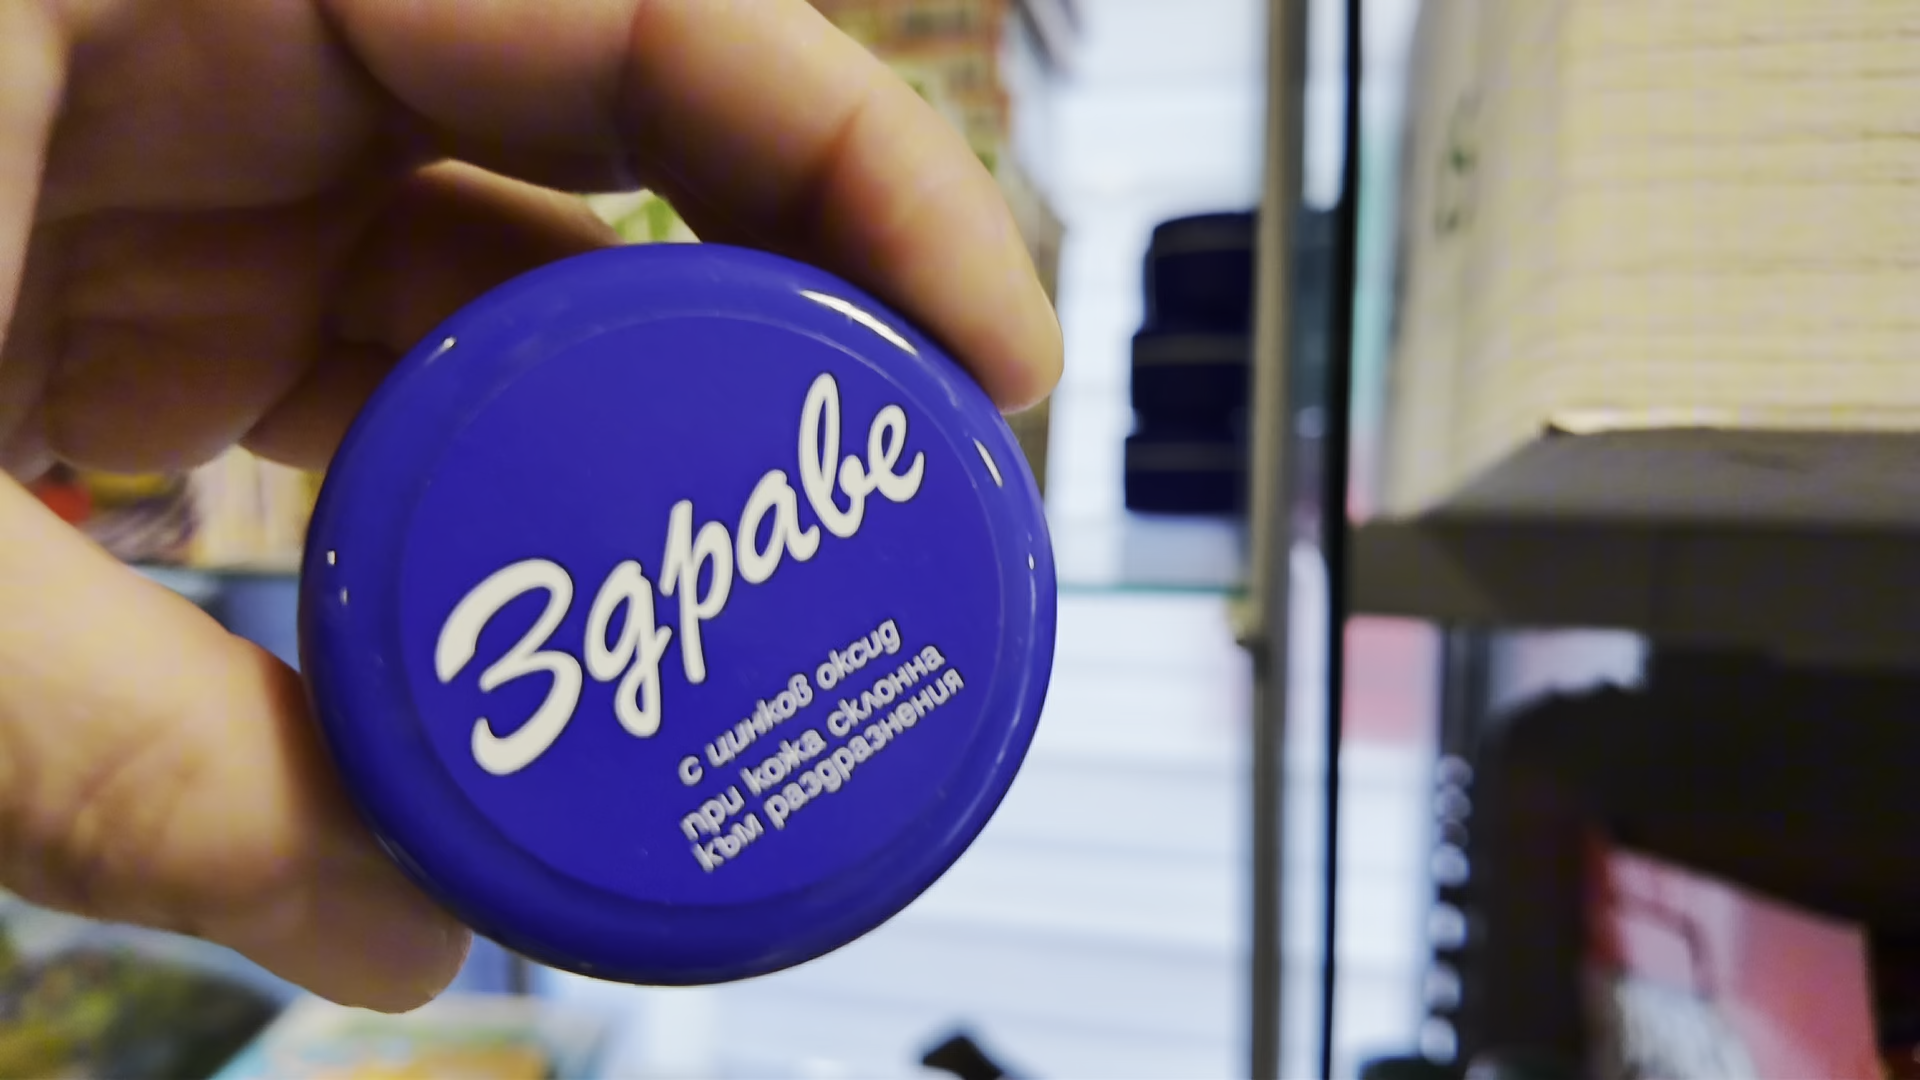 Здраве
с цинков оксид
при кожа склонна
към раздразнения